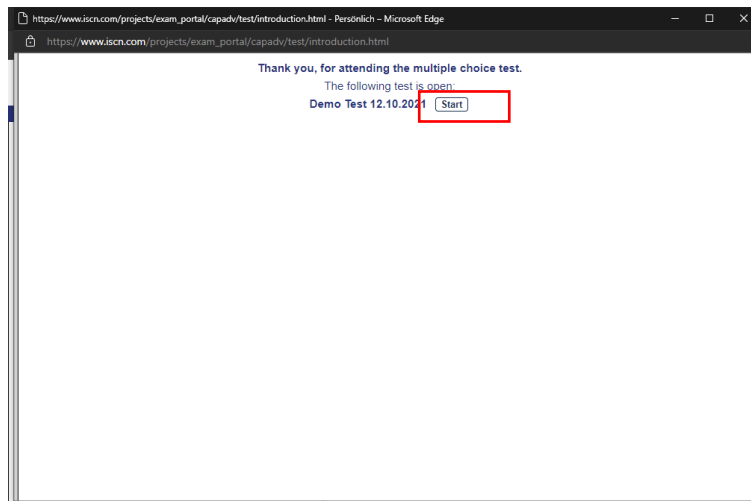 https://www.iscn.com/projects/exam_portal/capadv/test/introduction.html - Persönlich – Microsoft Edge
https://www.iscn.com/projects/exam_portal/capadv/test/introduction.html
Thank you, for attending the multiple choice test.
The following test is open:
Demo Test 12.10.2021 Start